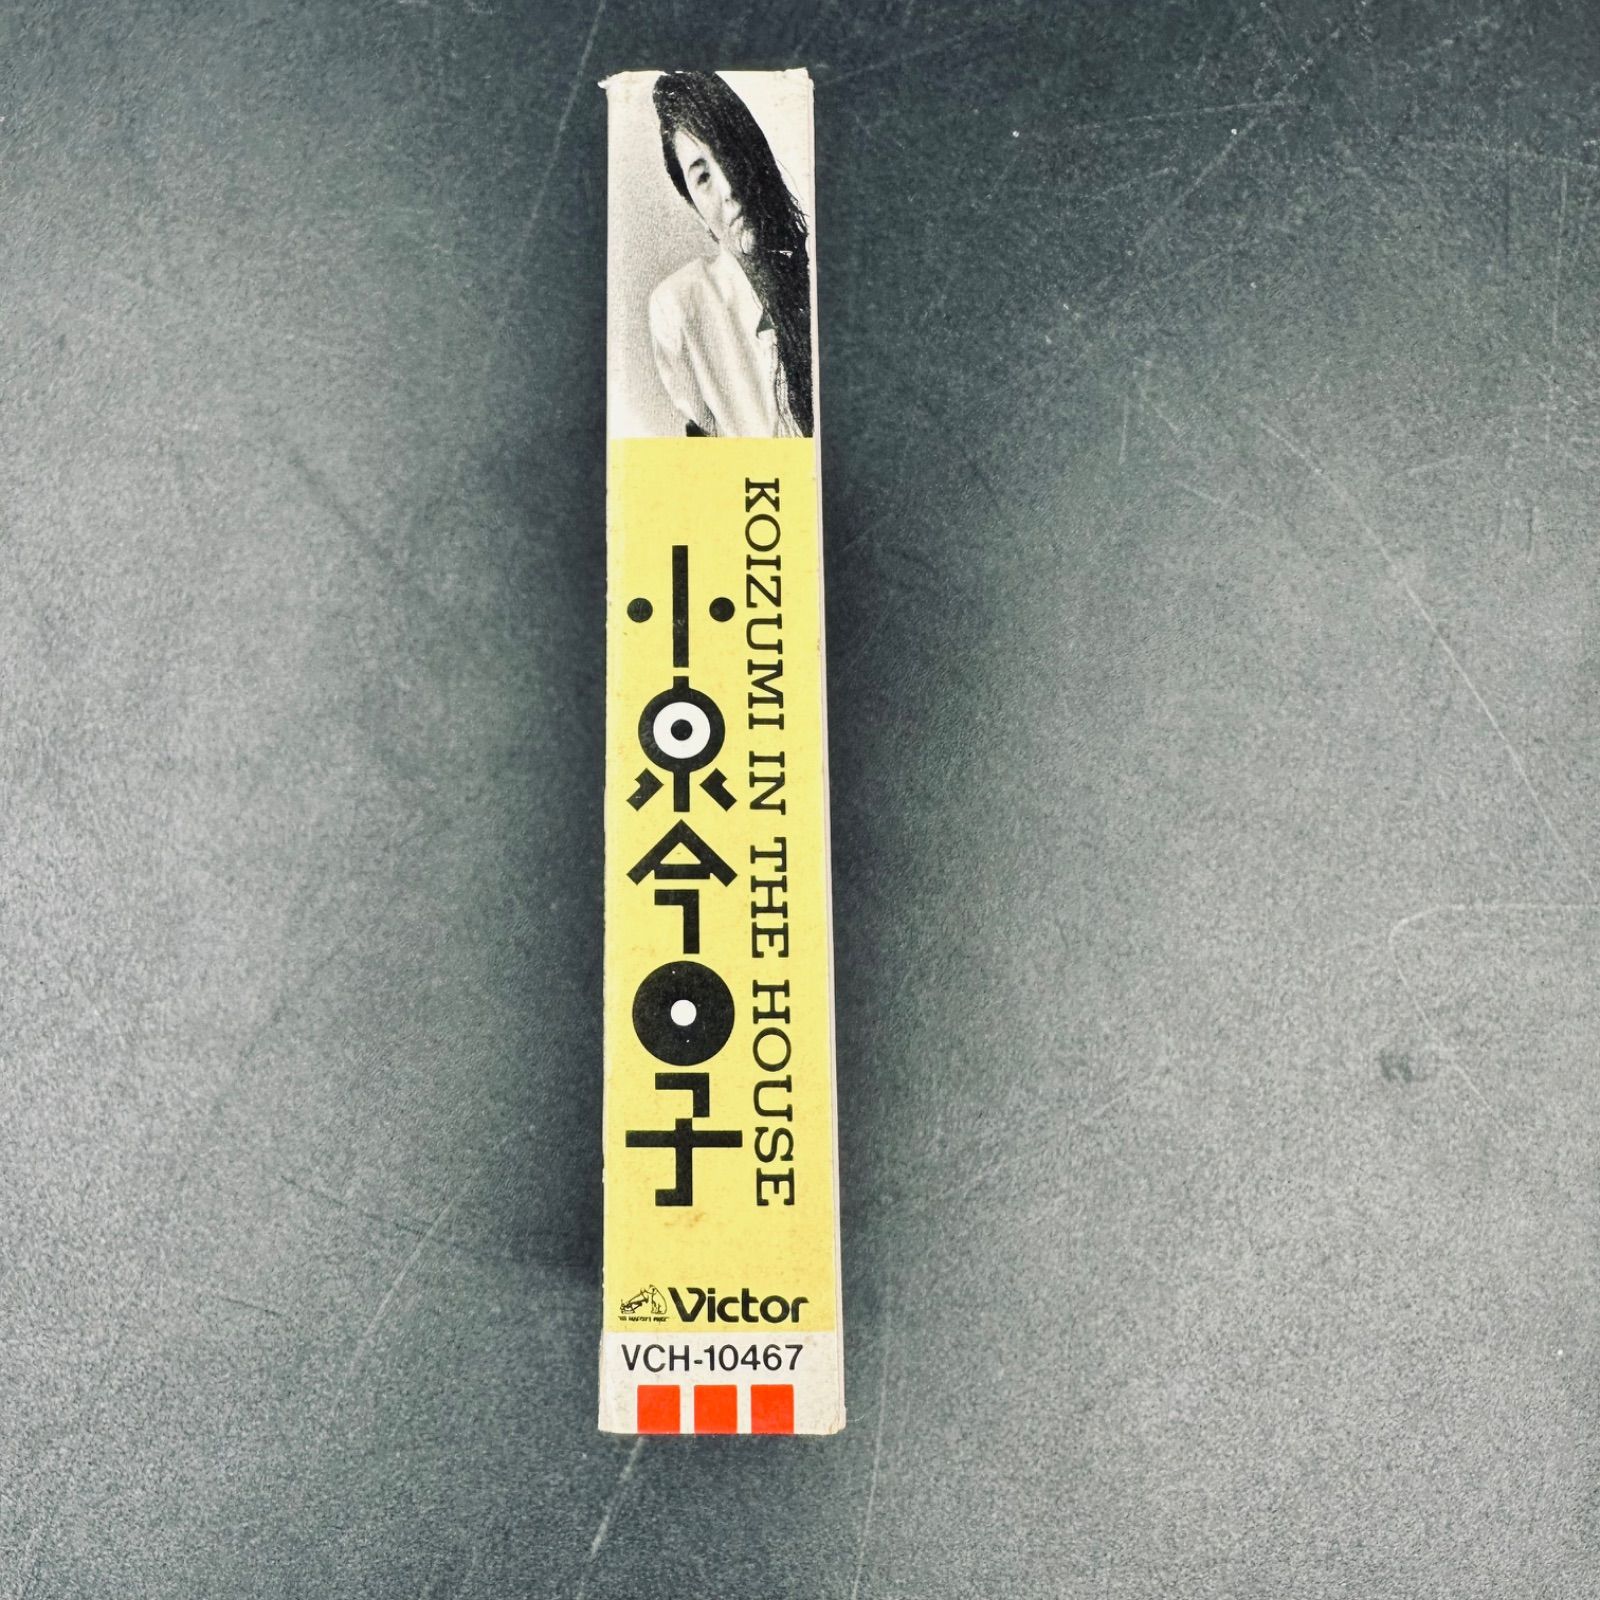 KOIZUMI IN THE HOUSE
小泉今日子
Victor
VCH-10467